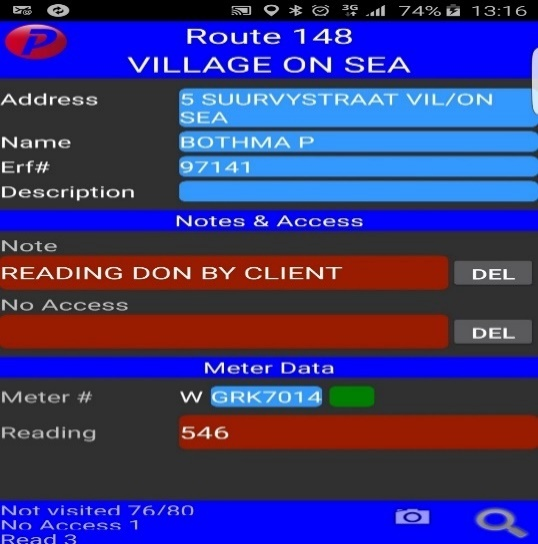 3G 74% 13:16
P
Route 148
VILLAGE ON SEA
Address 5 SUURVYSTRAAT VIL/ON
SEA
Name BOTHMA P
Erf# 97141
Description
Notes & Access
Note
READING DON BY CLIENT DEL
No Access
DEL
Meter Data
Meter # W GRK7014
Reading 546
Not visited 76/80
No Access 1
Read 3